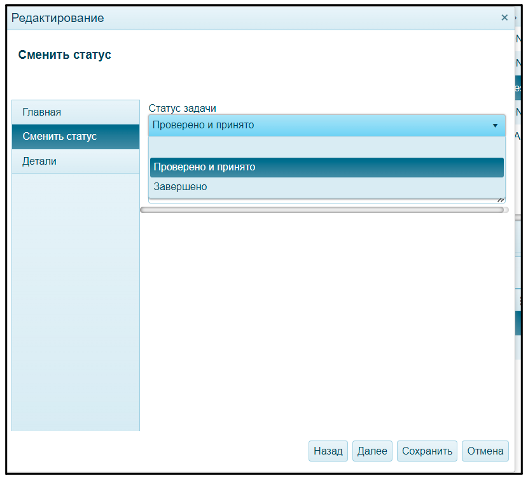 Редактирование
Сменить статус
Главная
Сменить статус
Детали
Статус задачи
Проверено и принято
Проверено и принято
Завершено
Назад
Далее
Сохранить
Отмена